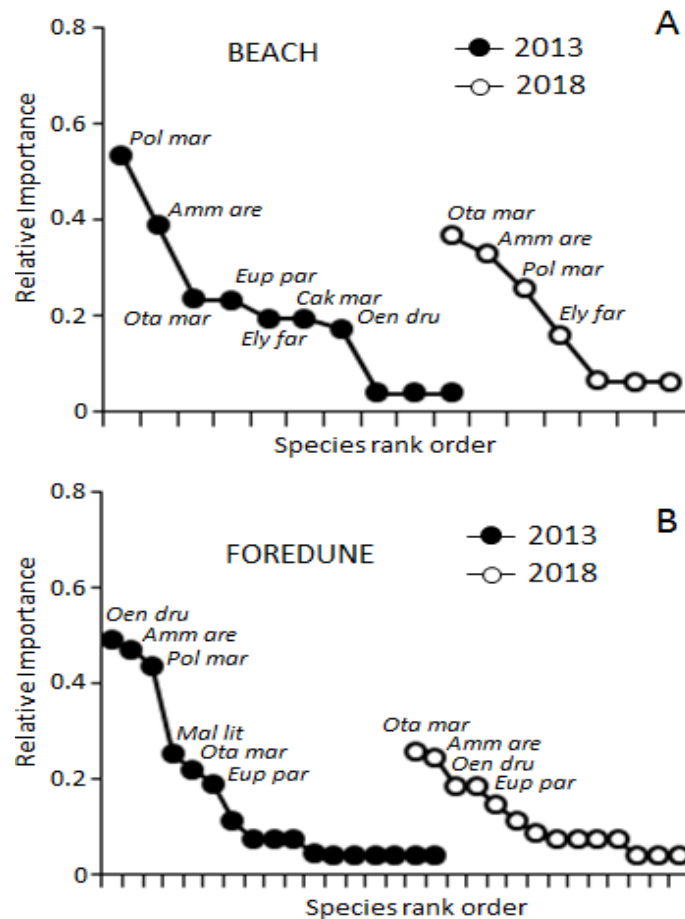 A
0.8
BEACH
2013
2018
0.6
Pol mar
0.4
Amm are
Ota mar
Amm are
Pol mar
Eup par
Cak mar
Ota mar
Ely far
Oen dru
Ely far
0.2
0
Relative Importance
Species rank order
B
0.8
FOREDUNE
2013
2018
0.6
Oen dru
Amm are
Pol mar
0.4
Mal lit
Ota mar
Eup par
Ota mar
Amm are
Oen dru
Eup par
0.2
0
Relative Importance
Species rank order